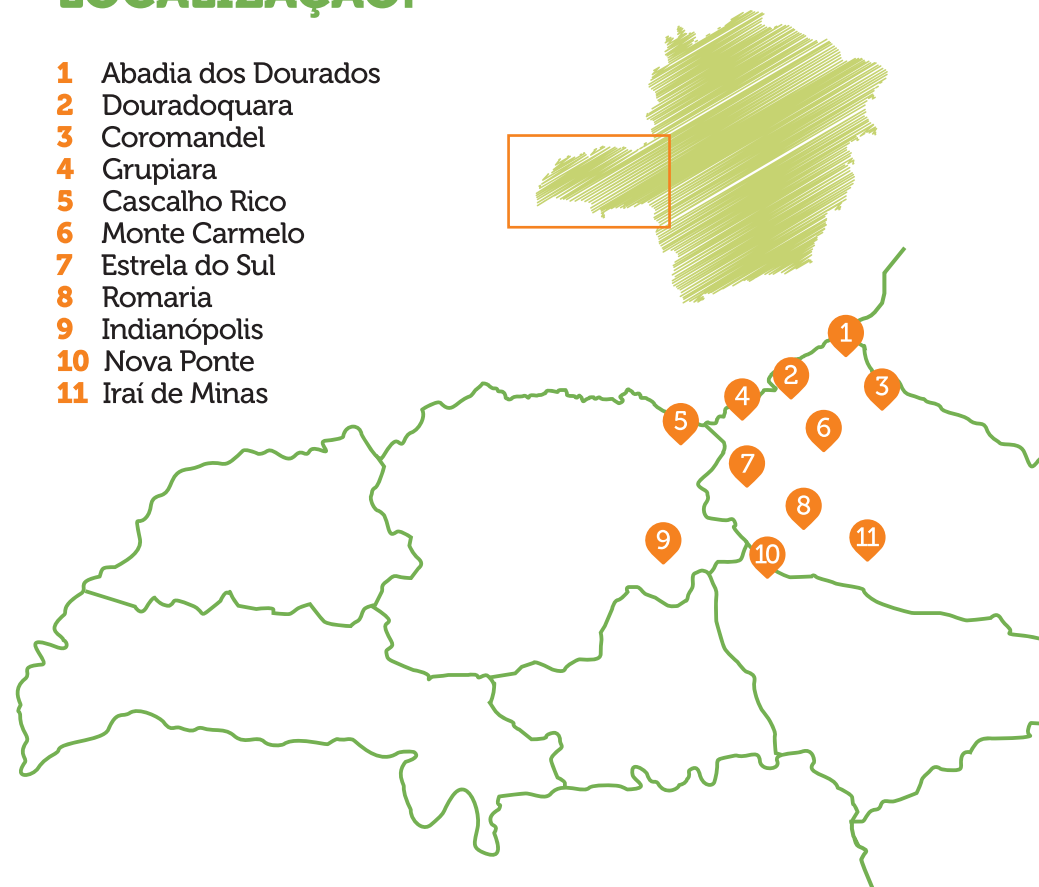 LOCALIZAÇÃO:
1 Abadia dos Dourados
2 Douradoquara
3 Coromandel
4 Grupiara
5 Cascalho Rico
6 Monte Carmelo
7 Estrela do Sul
8 Romaria
9 Indianópolis
10 Nova Ponte
11 Iraí de Minas
1
2
3
4
5
6
7
8
9
10
11